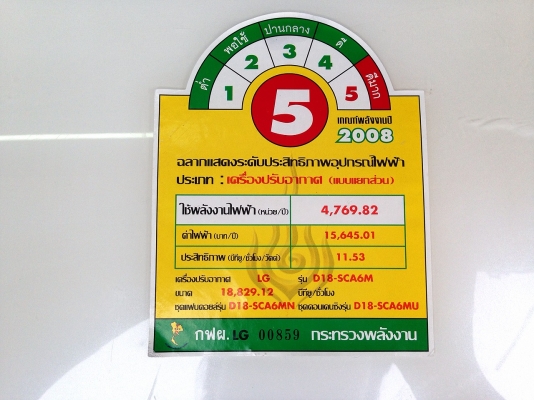 ต่ำ พอใช้ ปานกลาง ดี ดีมาก
1 2 3 4 5
5
เกณฑ์พลังงานปี
2008
ฉลากแสดงระดับประสิทธิภาพอุปกรณ์ไฟฟ้า
ประเภท : เครื่องปรับอากาศ (แบบแยกส่วน)
ใช้พลังงานไฟฟ้า (หน่วย/ปี) 4,769.82
ค่าไฟฟ้า (บาท/ปี) 15,645.01
ประสิทธิภาพ (บีทียู/ชั่วโมง/วัตต์) 11.53
เครื่องปรับอากาศ LG รุ่น D18-SCA6M
ขนาด 18,829.12 บีทียู/ชั่วโมง
ชุดแฟนคอยล์รุ่น D18-SCA6MN ชุดคอนเดนซิ่งรุ่น D18-SCA6MU
กฟผ. LG 00859 กระทรวงพลังงาน